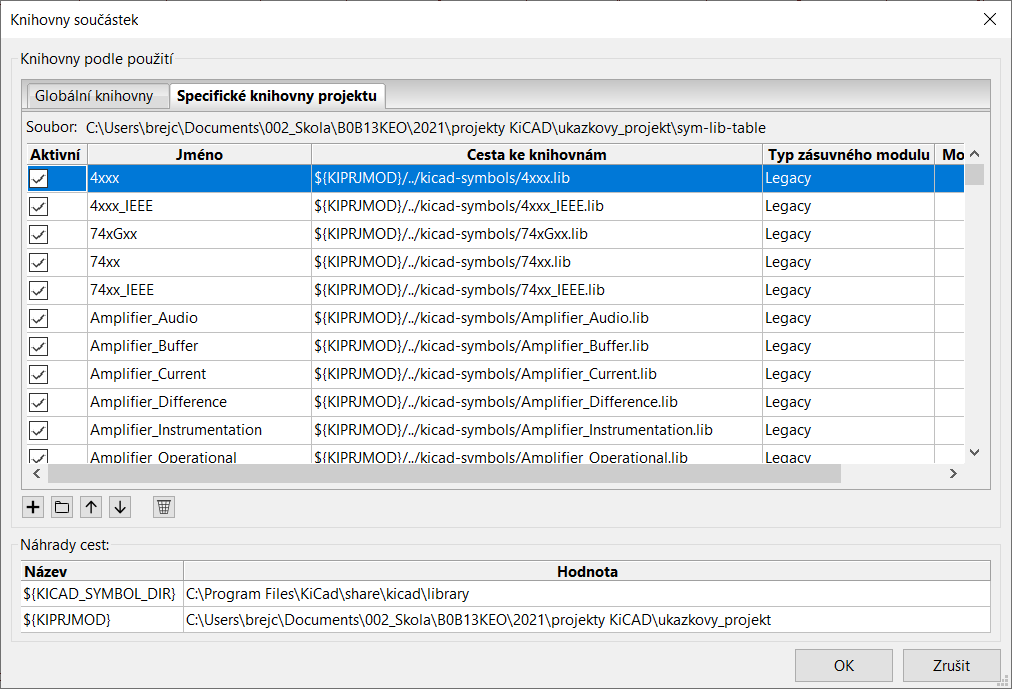 Knihovny součástek
Knihovny podle použití
Globální knihovny Specifické knihovny projektu
Soubor: C:\Users\brejc\Documents\002_Skola\B0B13KEO\2021\projekty KiCAD\ukazkovy_projekt\sym-lib-table
Aktivní Jméno Cesta ke knihovnám Typ zásuvného modulu Mo
4xxx ${KIPRJMOD}/../kicad-symbols/4xxx.lib Legacy
4xxx_IEEE ${KIPRJMOD}/../kicad-symbols/4xxx_IEEE.lib Legacy
74xGxx ${KIPRJMOD}/../kicad-symbols/74xGxx.lib Legacy
74xx ${KIPRJMOD}/../kicad-symbols/74xx.lib Legacy
74xx_IEEE ${KIPRJMOD}/../kicad-symbols/74xx_IEEE.lib Legacy
Amplifier_Audio ${KIPRJMOD}/../kicad-symbols/Amplifier_Audio.lib Legacy
Amplifier_Buffer ${KIPRJMOD}/../kicad-symbols/Amplifier_Buffer.lib Legacy
Amplifier_Current ${KIPRJMOD}/../kicad-symbols/Amplifier_Current.lib Legacy
Amplifier_Difference ${KIPRJMOD}/../kicad-symbols/Amplifier_Difference.lib Legacy
Amplifier_Instrumentation ${KIPRJMOD}/../kicad-symbols/Amplifier_Instrumentation.lib Legacy
Amplifier_Operational ${KIPRJMOD}/../kicad-symbols/Amplifier_Operational.lib Legacy
Náhrady cest:
Název Hodnota
${KICAD_SYMBOL_DIR} C:\Program Files\KiCad\share\kicad\library
${KIPRJMOD} C:\Users\brejc\Documents\002_Skola\B0B13KEO\2021\projekty KiCAD\ukazkovy_projekt
OK Zrušit